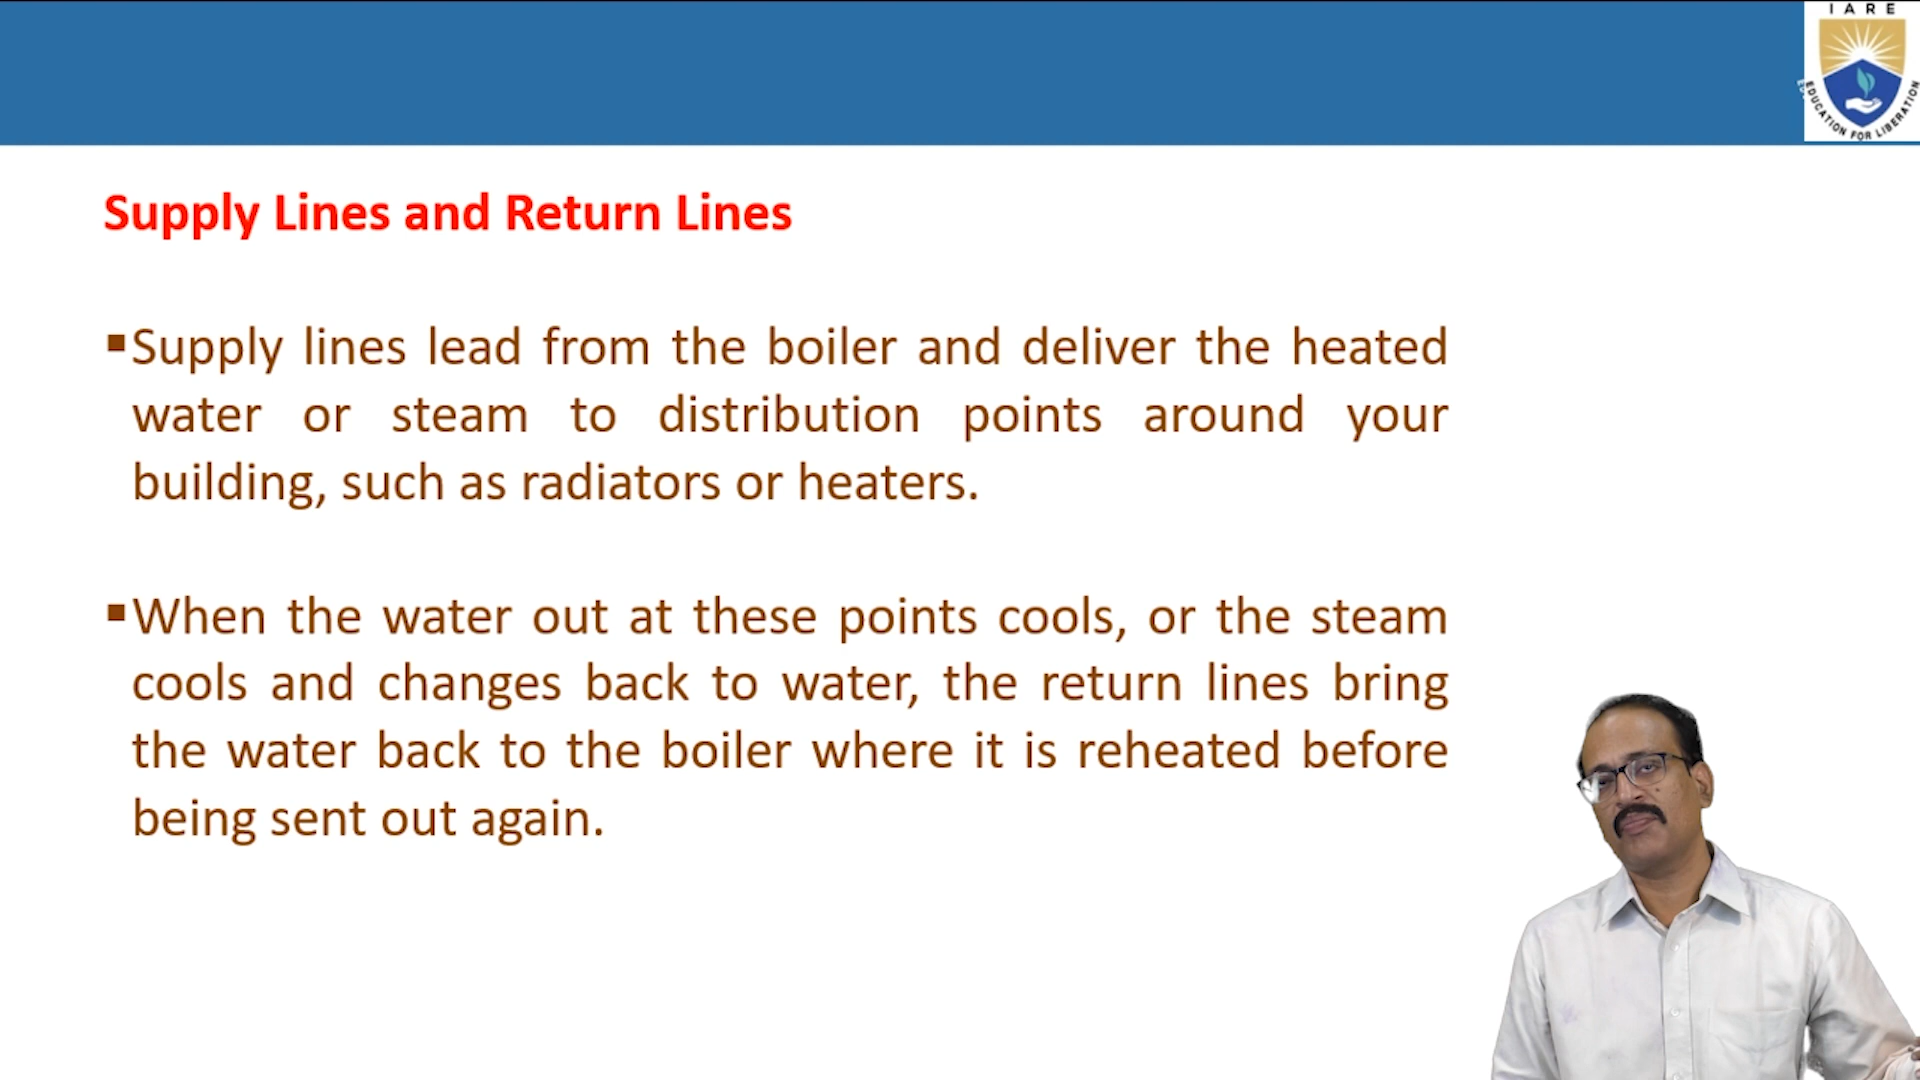 IARE
EDUCATION FOR LIBERATION
Supply Lines and Return Lines
▪Supply lines lead from the boiler and deliver the heated
water or steam to distribution points around your
building, such as radiators or heaters.
▪When the water out at these points cools, or the steam
cools and changes back to water, the return lines bring
the water back to the boiler where it is reheated before
being sent out again.